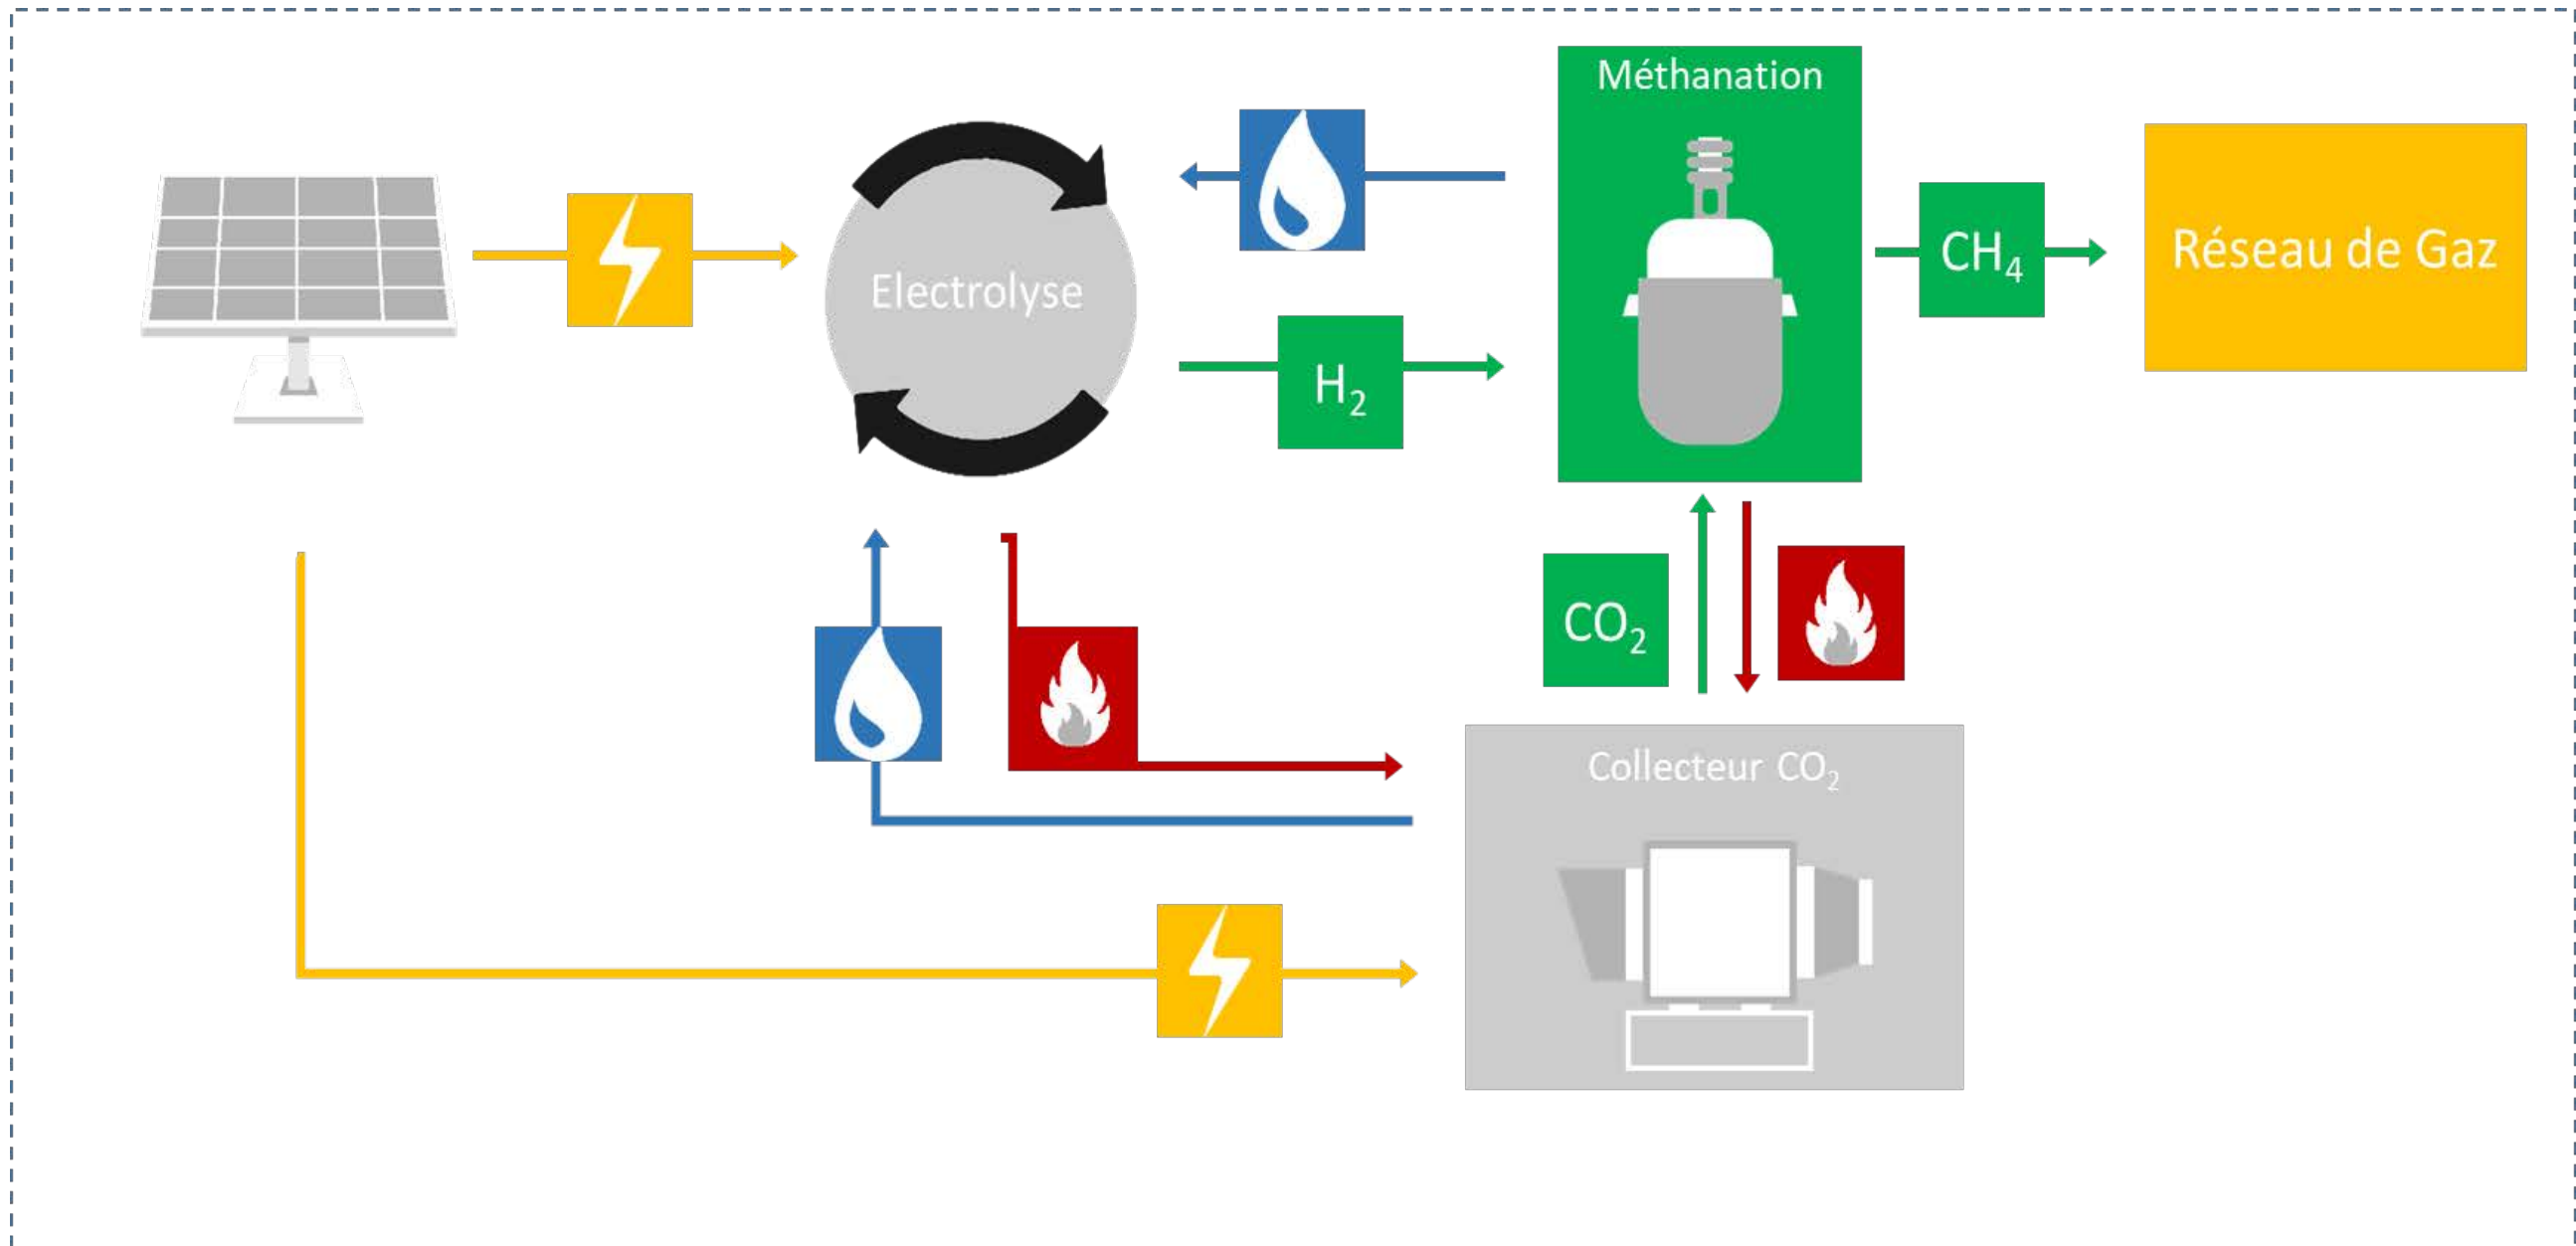 Méthanation
Electrolyse
H₂
CH₄
Réseau de Gaz
CO₂
Collecteur CO₂